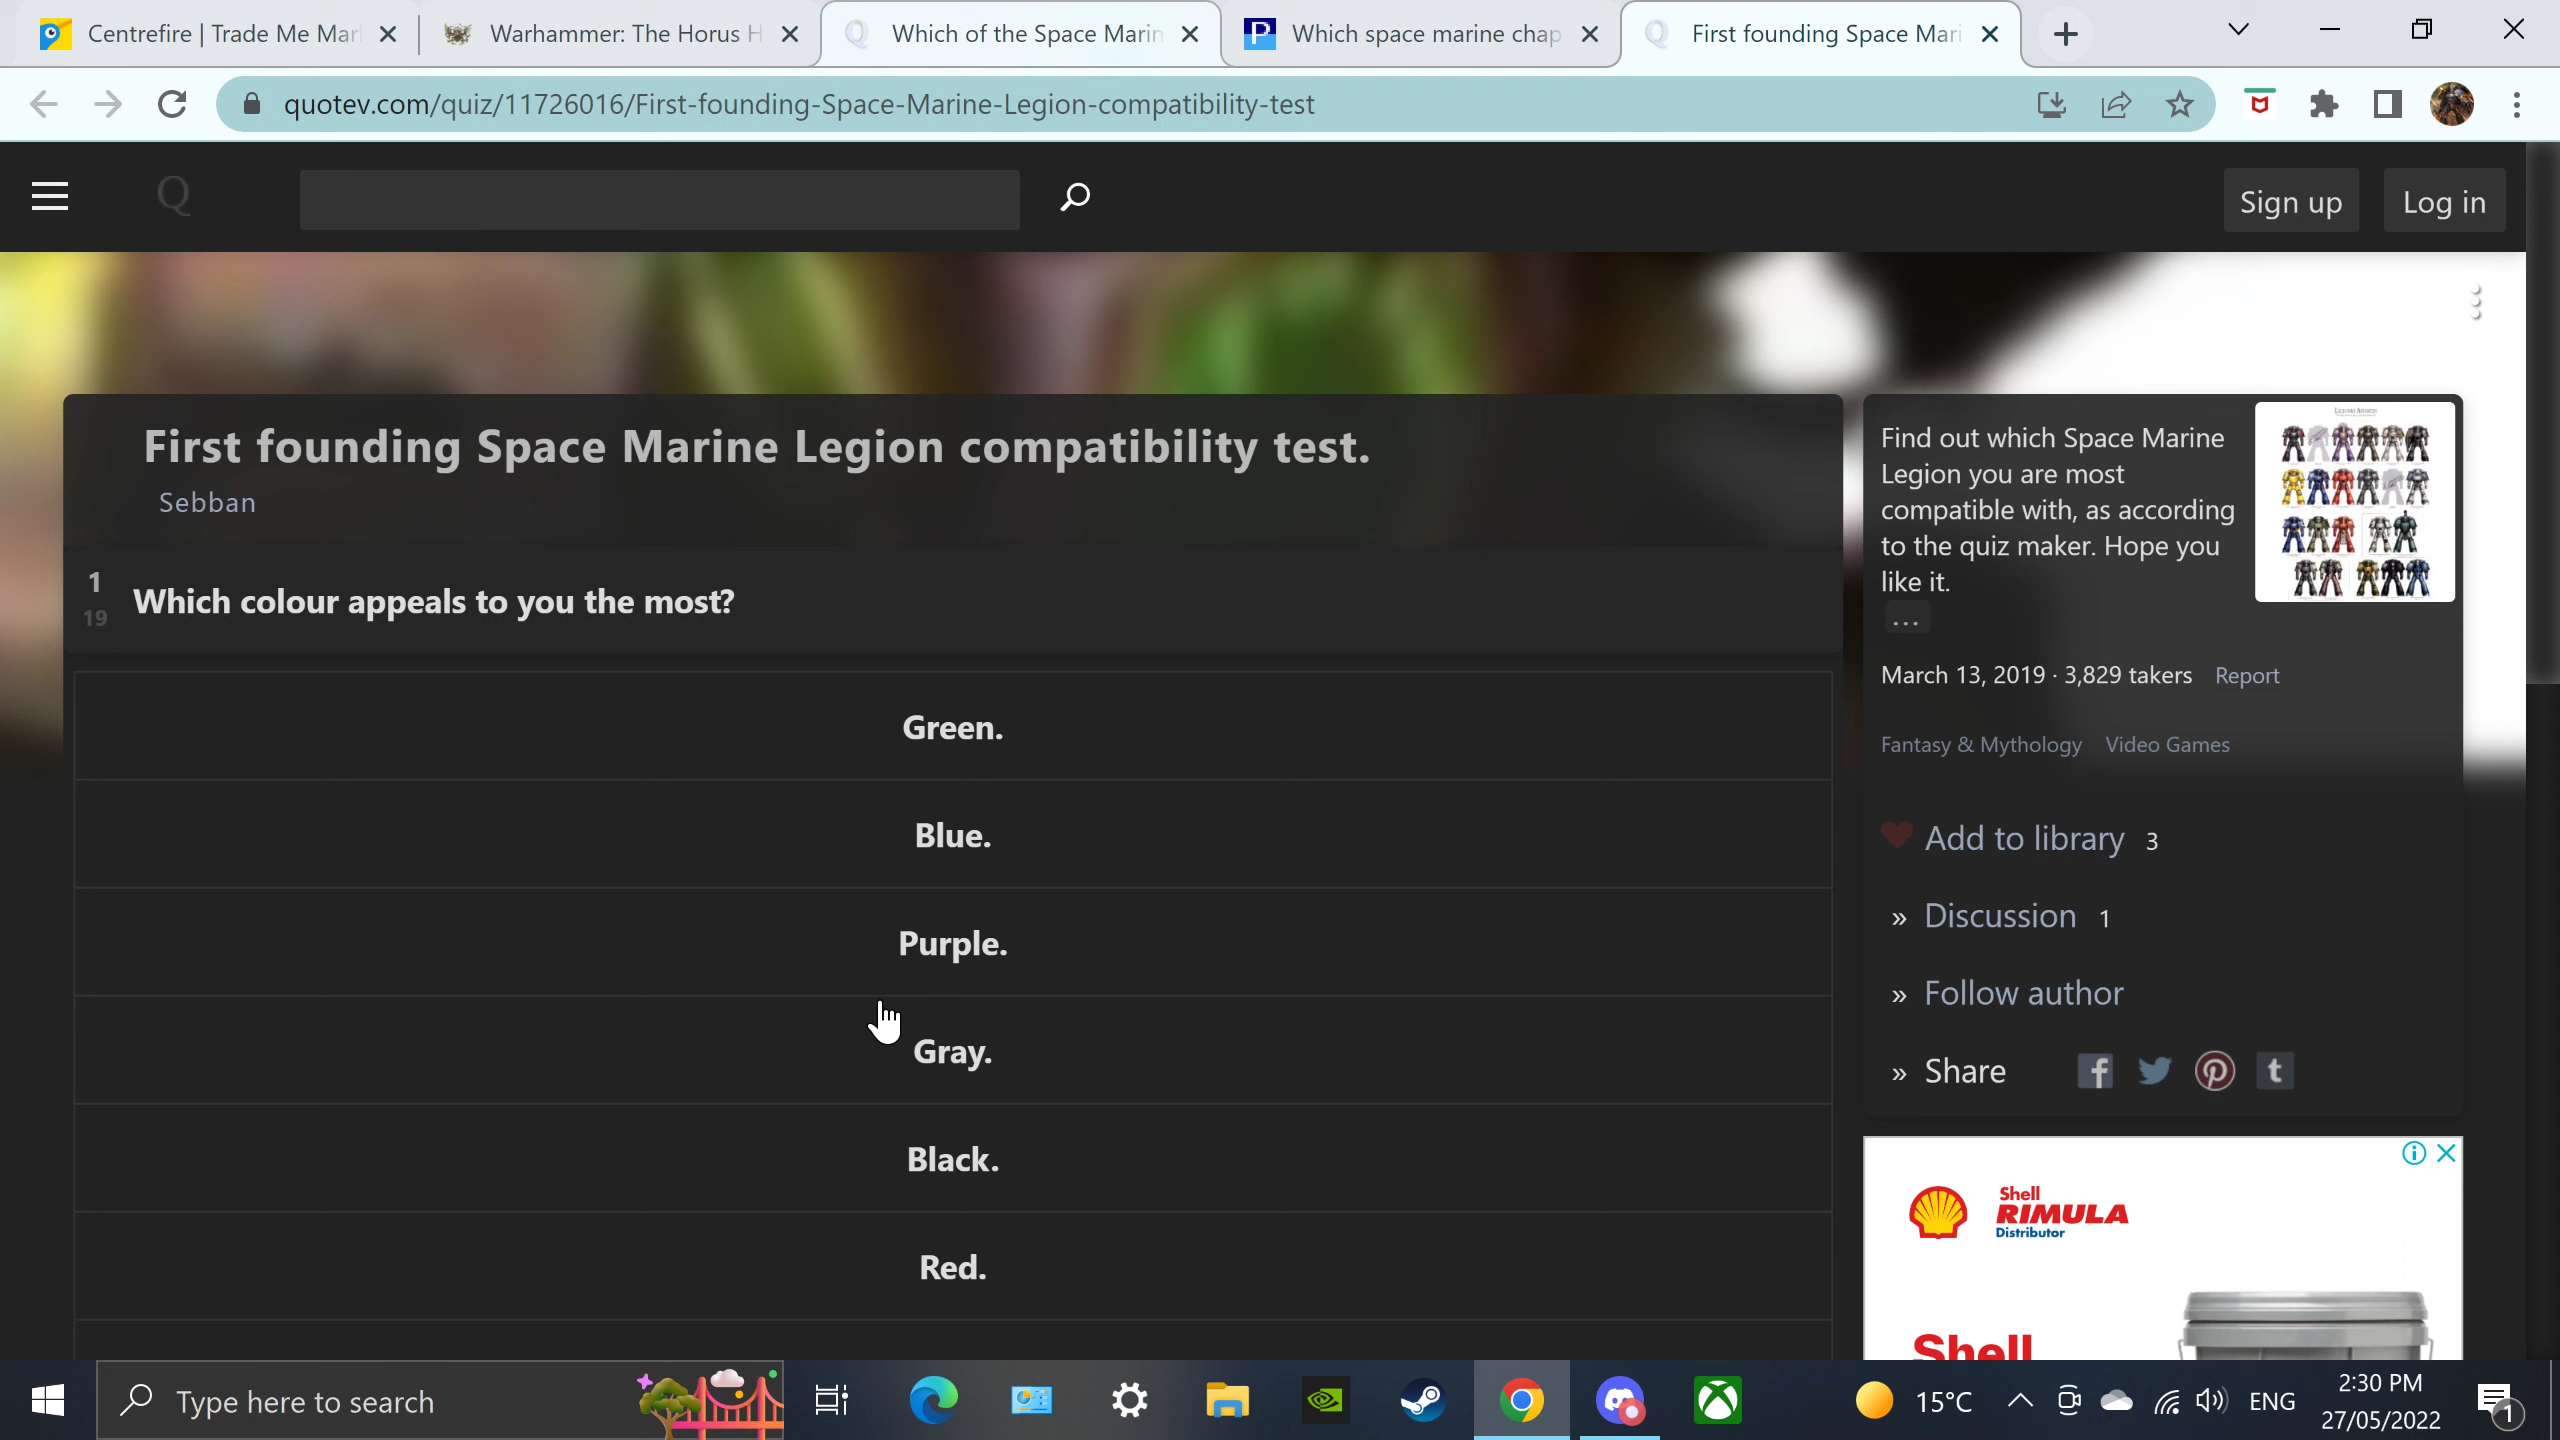 Centrefire | Trade Me Mar
Warhammer: The Horus H
Which of the Space Marin
Which space marine chap
First founding Space Mari
quotev.com/quiz/11726016/First-founding-Space-Marine-Legion-compatibility-test
Q
Sign up
Log in
First founding Space Marine Legion compatibility test.
Sebban
1
19
Which colour appeals to you the most?
Green.
Blue.
Purple.
Gray.
Black.
Red.
Find out which Space Marine
Legion you are most
compatible with, as according
to the quiz maker. Hope you
like it.
...
March 13, 2019 · 3,829 takers Report
Fantasy & Mythology Video Games
Add to library 3
» Discussion 1
» Follow author
» Share
Shell
RIMULA
Distributor
Shell
Type here to search
15°C
ENG
2:30 PM
27/05/2022
1